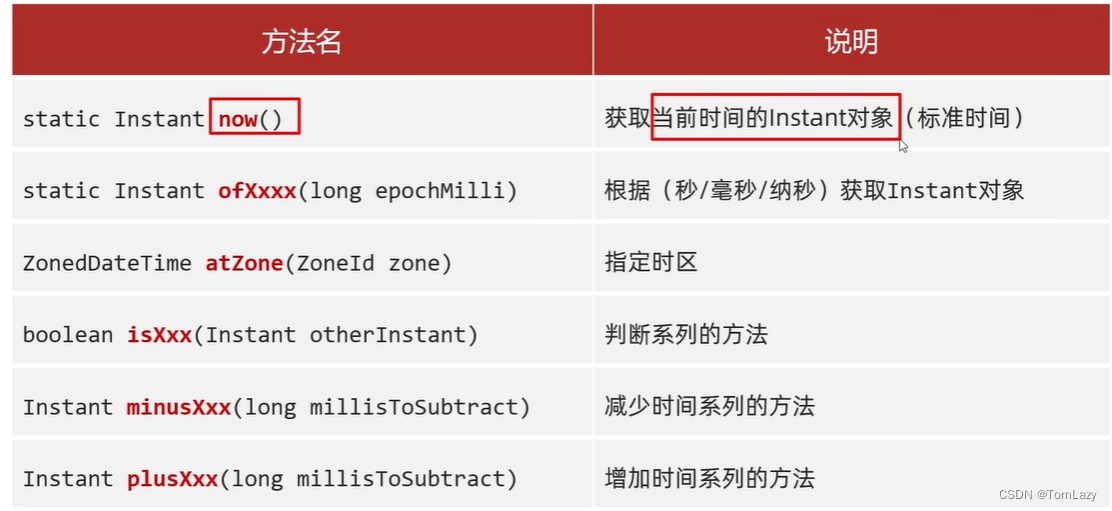 方法名 说明
static Instant now() 获取当前时间的Instant对象（标准时间）
static Instant ofXxxx(long epochMilli) 根据（秒/毫秒/纳秒）获取Instant对象
ZonedDateTime atZone(ZoneId zone) 指定时区
boolean isXxx(Instant otherInstant) 判断系列的方法
Instant minusXxx(long millisToSubtract) 减少时间系列的方法
Instant plusXxx(long millisToSubtract) 增加时间系列的方法
CSDN @TomLazy